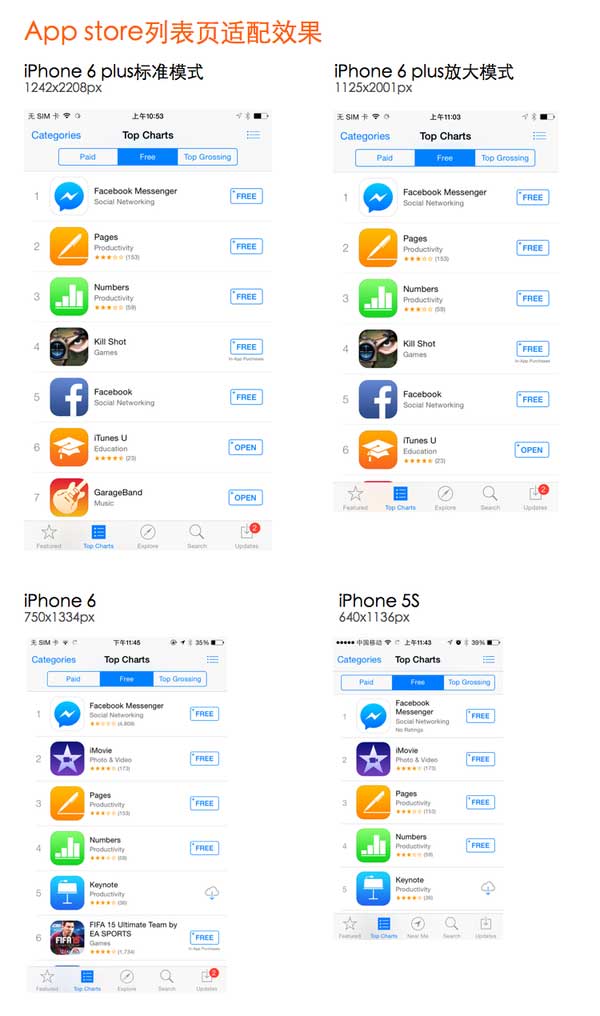 App store列表页适配效果
iPhone 6 plus标准模式
1242x2208px
无 SIM 卡 上午10:53
Categories Top Charts
Paid Free Top Grossing
1 Facebook Messenger
Social Networking
FREE
2 Pages
Productivity
(153)
FREE
3 Numbers
Productivity
(59)
FREE
4 Kill Shot
Games
FREE
In-App Purchases
5 Facebook
Social Networking
FREE
6 iTunes U
Education
(23)
OPEN
7 GarageBand
Music
OPEN
2
Featured Top Charts Explore Search Updates
iPhone 6 plus放大模式
1125x2001px
无 SIM 卡 上午11:03
Categories Top Charts
Paid Free Top Grossing
1 Facebook Messenger
Social Networking
FREE
2 Pages
Productivity
(153)
FREE
3 Numbers
Productivity
(59)
FREE
4 Kill Shot
Games
FREE
In-App Purchases
5 Facebook
Social Networking
FREE
6 iTunes U
Education
(23)
OPEN
2
Featured Top Charts Explore Search Updates
iPhone 6
750x1334px
无 SIM 卡 下午11:45 35%
Categories Top Charts
Paid Free Top Grossing
1 Facebook Messenger
Social Networking
(4,808)
FREE
2 iMovie
Photo & Video
(173)
FREE
3 Pages
Productivity
(153)
FREE
4 Numbers
Productivity
(59)
FREE
5 Keynote
Productivity
(36)
6 FIFA 15 Ultimate Team by
EA SPORTS
Games
(1,734)
FREE
In-App Purchases
FIFA15
2
Featured Top Charts Explore Search Updates
iPhone 5S
640x1136px
中国移动 上午11:43 39%
Categories Top Charts
Paid Free Top Grossing
1 Facebook
Messenger
Social Networking
No Ratings
FREE
2 iMovie
Photo & Video
(173)
FREE
3 Pages
Productivity
(153)
FREE
4 Numbers
Productivity
(59)
FREE
5 Keynote
Productivity
(36)
Featured Top Charts Near Me Search Updates